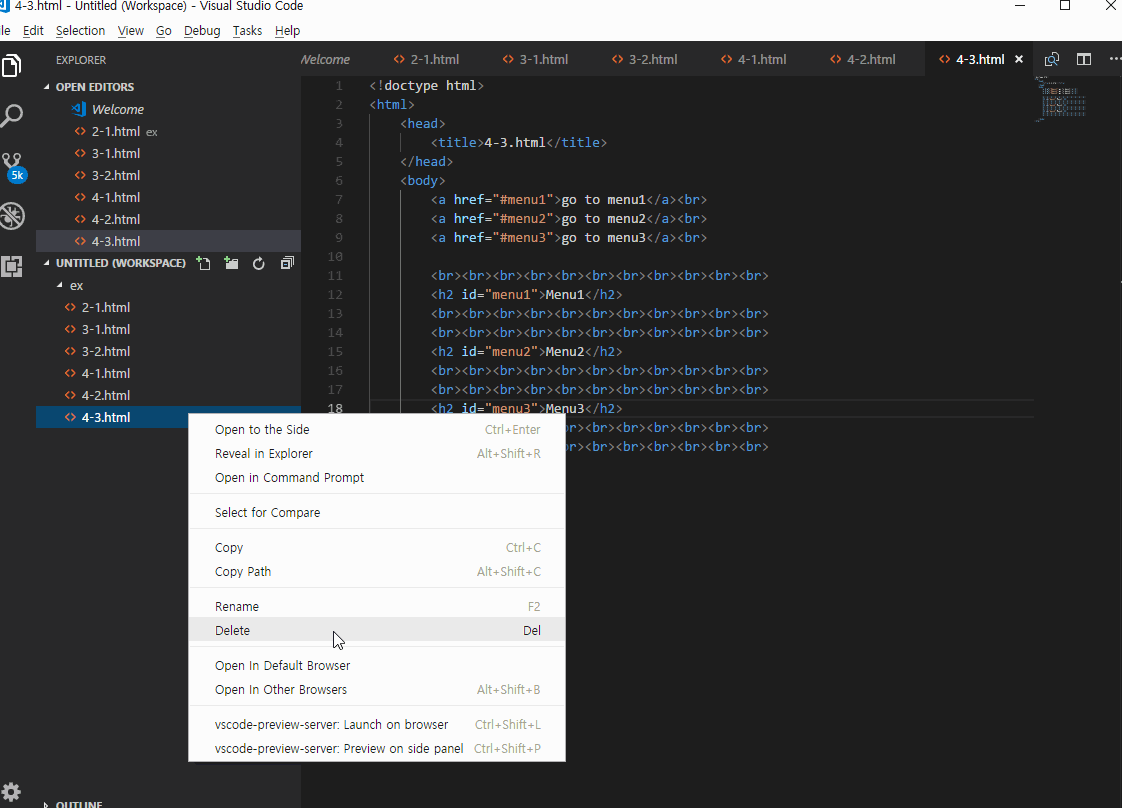 4-3.html - Untitled (Workspace) - Visual Studio Code
le Edit Selection View Go Debug Tasks Help
EXPLORER
OPEN EDITORS
Welcome
2-1.html ex
3-1.html
3-2.html
4-1.html
4-2.html
4-3.html
UNTITLED (WORKSPACE)
ex
2-1.html
3-1.html
3-2.html
4-1.html
4-2.html
4-3.html
OUTLINE
5k
Welcome 2-1.html 3-1.html 3-2.html 4-1.html 4-2.html 4-3.html
1 <!doctype html>
2 <html>
3 <head>
4 <title>4-3.html</title>
5 </head>
6 <body>
7 <a href="#menu1">go to menu1</a><br>
8 <a href="#menu2">go to menu2</a><br>
9 <a href="#menu3">go to menu3</a><br>
10
11 <br><br><br><br><br><br><br><br><br><br><br>
12 <h2 id="menu1">Menu1</h2>
13 <br><br><br><br><br><br><br><br><br><br><br>
14 <br><br><br><br><br><br><br><br><br><br><br>
15 <h2 id="menu2">Menu2</h2>
16 <br><br><br><br><br><br><br><br><br><br><br>
17 <br><br><br><br><br><br><br><br><br><br><br>
18 <h2 id="menu3">Menu3</h2>
r><br><br><br><br><br><br>
r><br><br><br><br><br><br>
Open to the Side Ctrl+Enter
Reveal in Explorer Alt+Shift+R
Open in Command Prompt
Select for Compare
Copy Ctrl+C
Copy Path Alt+Shift+C
Rename F2
Delete Del
Open In Default Browser
Open In Other Browsers Alt+Shift+B
vscode-preview-server: Launch on browser Ctrl+Shift+L
vscode-preview-server: Preview on side panel Ctrl+Shift+P